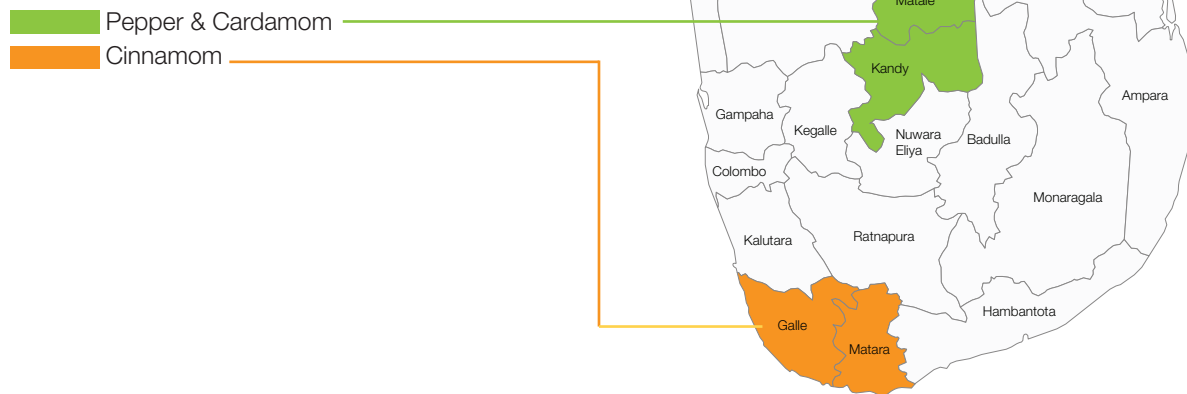 Pepper & Cardamom
Cinnamom
Matale
Kandy
Ampara
Gampaha
Kegalle
Nuwara
Eliya
Badulla
Colombo
Monaragala
Kalutara
Ratnapura
Hambantota
Galle
Matara